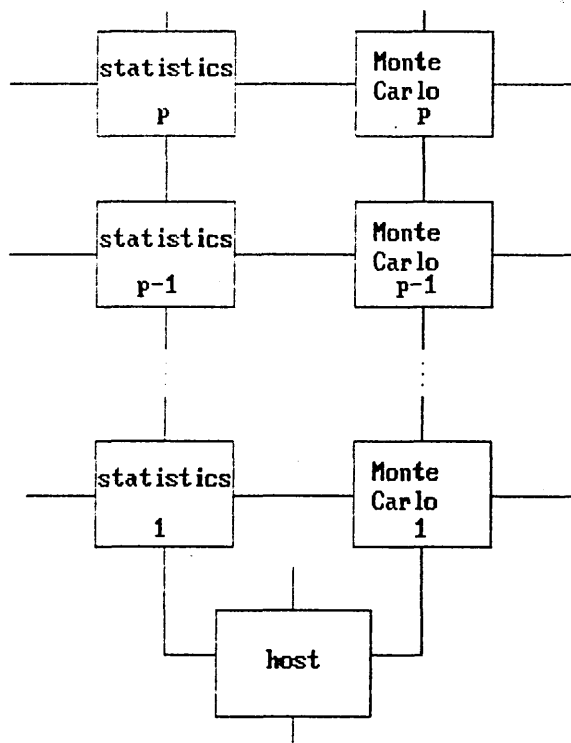 statistics
p
Monte
Carlo
p
statistics
p-1
Monte
Carlo
p-1
statistics
1
Monte
Carlo
1
host